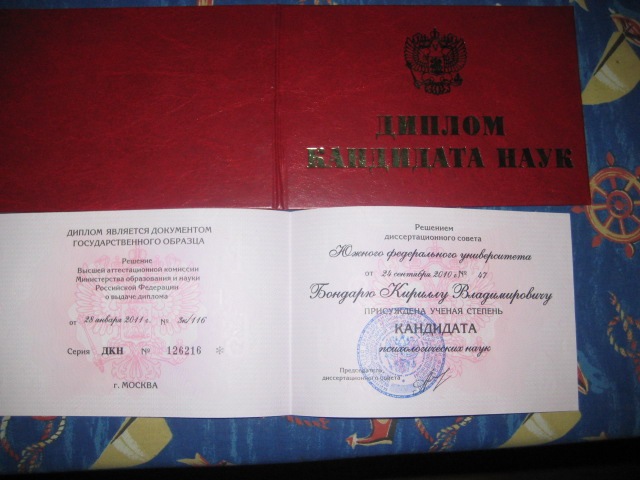 ДИПЛОМ
КАНДИДАТА НАУК
ДИПЛОМ ЯВЛЯЕТСЯ ДОКУМЕНТОМ
ГОСУДАРСТВЕННОГО ОБРАЗЦА
Решение
Высшей аттестационной комиссии
Министерства образования и науки
Российской Федерации
о выдаче диплома
от 28 января 2011 г. № 3к/116
Серия ДКН № 126216 *
г. МОСКВА
Решением
диссертационного совета
Южного федерального университета
от 24 сентября 2010 г. № 47
Бондарю Кириллу Владимировичу
ПРИСУЖДЕНА УЧЕНАЯ СТЕПЕНЬ
КАНДИДАТА
психологических наук
Председатель
диссертационного совета